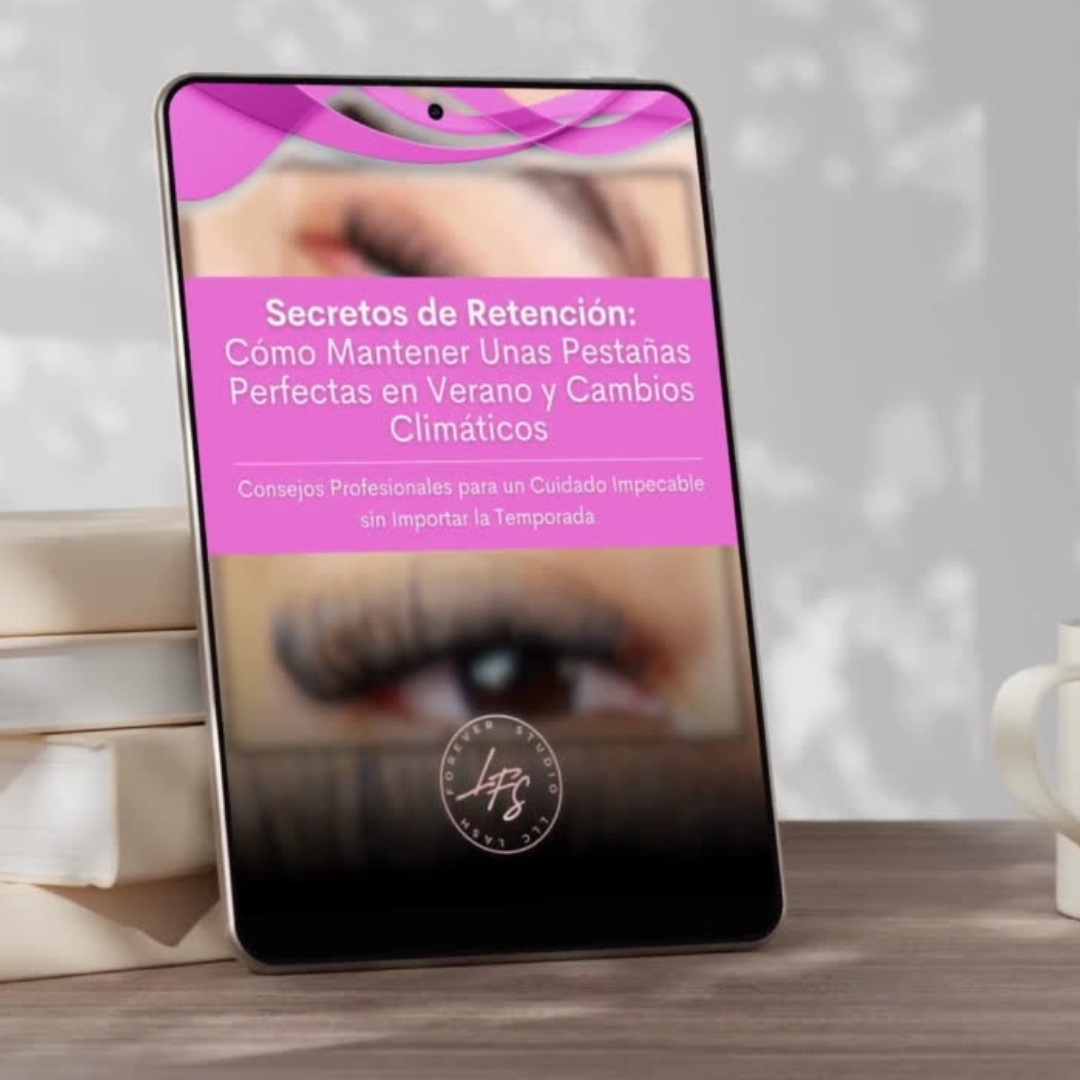 Secretos de Retención:
Cómo Mantener Unas Pestañas
Perfectas en Verano y Cambios
Climáticos
Consejos Profesionales para un Cuidado Impecable
sin Importar la Temporada
LASH FOREVER STUDIO LLC
LFS